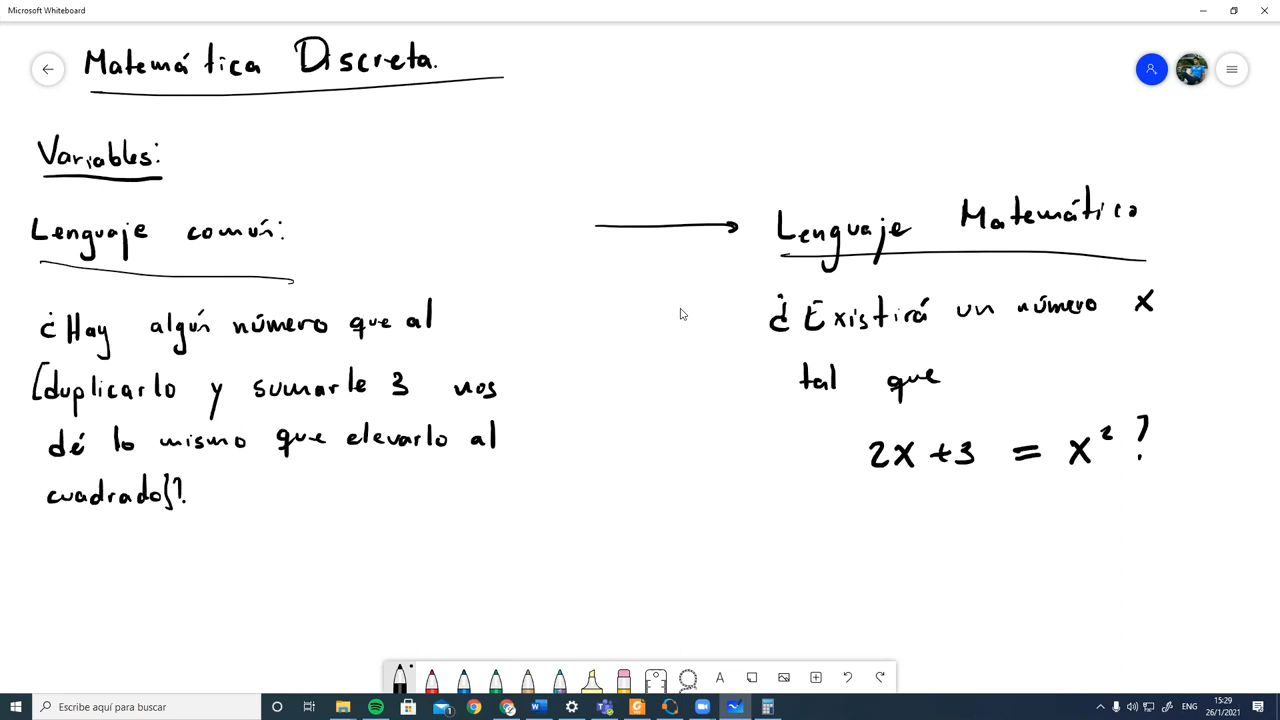 Microsoft Whiteboard
Matemática Discreta.
Variables:
Lenguaje común:
¿Hay algún número que al
[duplicarlo y sumarle 3 nos
dé lo mismo que elevarlo al
cuadrado]?
Lenguaje Matemático
¿Existirá un número x
tal que
2x + 3 = x² ?
Escribe aquí para buscar
ENG
15:29
26/1/2021